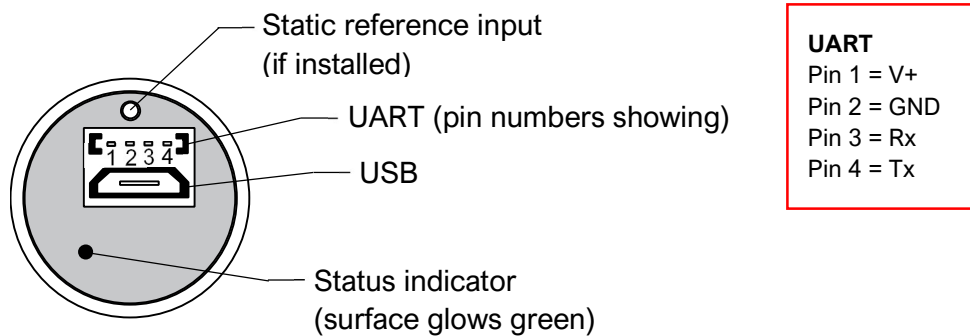 Static reference input
(if installed)
UART (pin numbers showing)
1 2 3 4
USB
Status indicator
(surface glows green)
UART
Pin 1 = V+
Pin 2 = GND
Pin 3 = Rx
Pin 4 = Tx